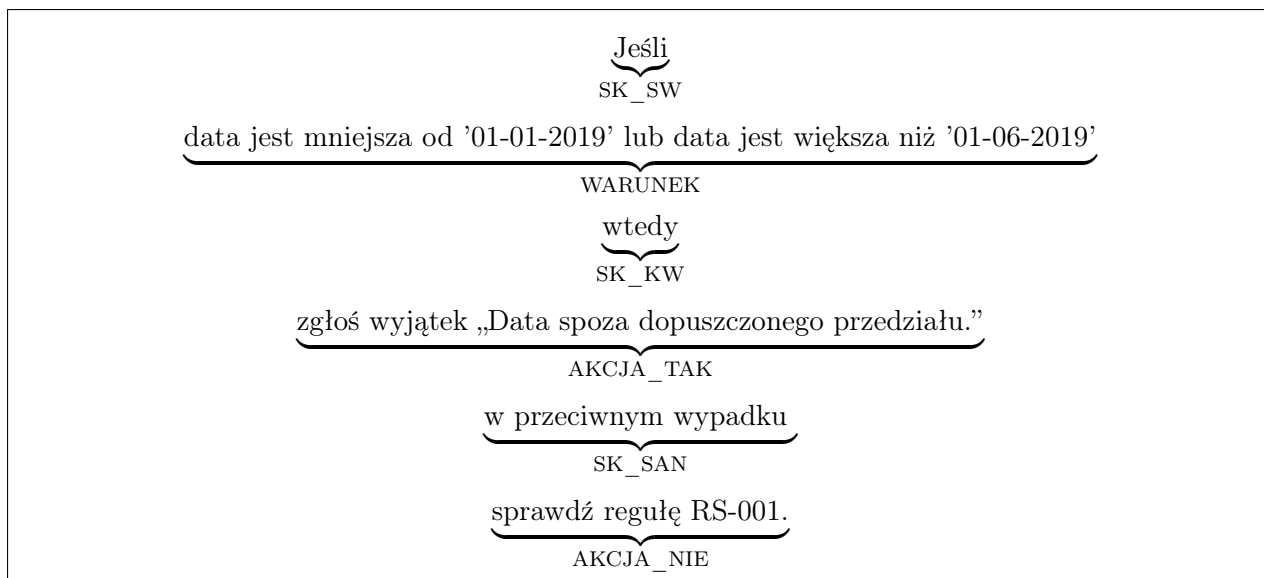 Jeśli
SK_SW
data jest mniejsza od ’01-01-2019’ lub data jest większa niż ’01-06-2019’
WARUNEK
wtedy
SK_KW
zgłoś wyjątek „Data spoza dopuszczonego przedziału.”
AKCJA_TAK
w przeciwnym wypadku
SK_SAN
sprawdź regułę RS-001.
AKCJA_NIE